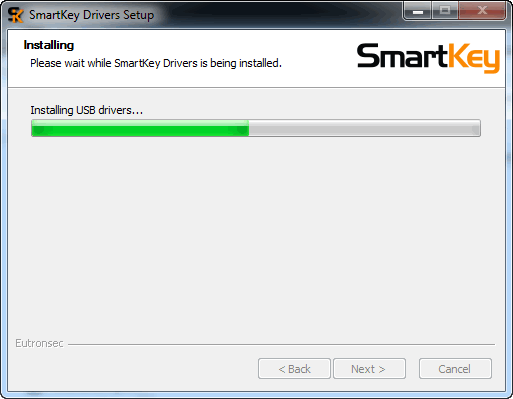 SK SmartKey Drivers Setup
Installing
Please wait while SmartKey Drivers is being installed.
SmartKey
Installing USB drivers...
Eutronsec
< Back
Next >
Cancel